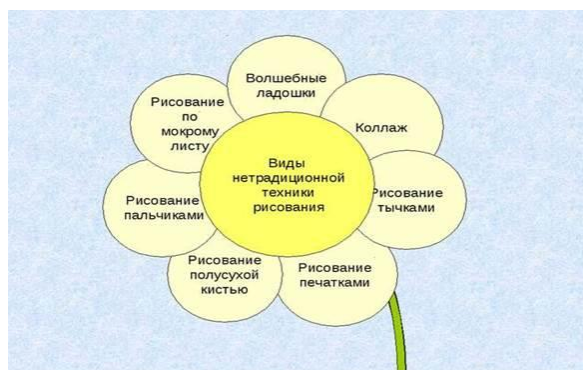 Волшебные
ладошки
Рисование
по
мокрому
листу
Коллаж
Виды
нетрадиционной
техники
рисования
Рисование
тычками
Рисование
пальчиками
Рисование
полусухой
кистью
Рисование
печатками